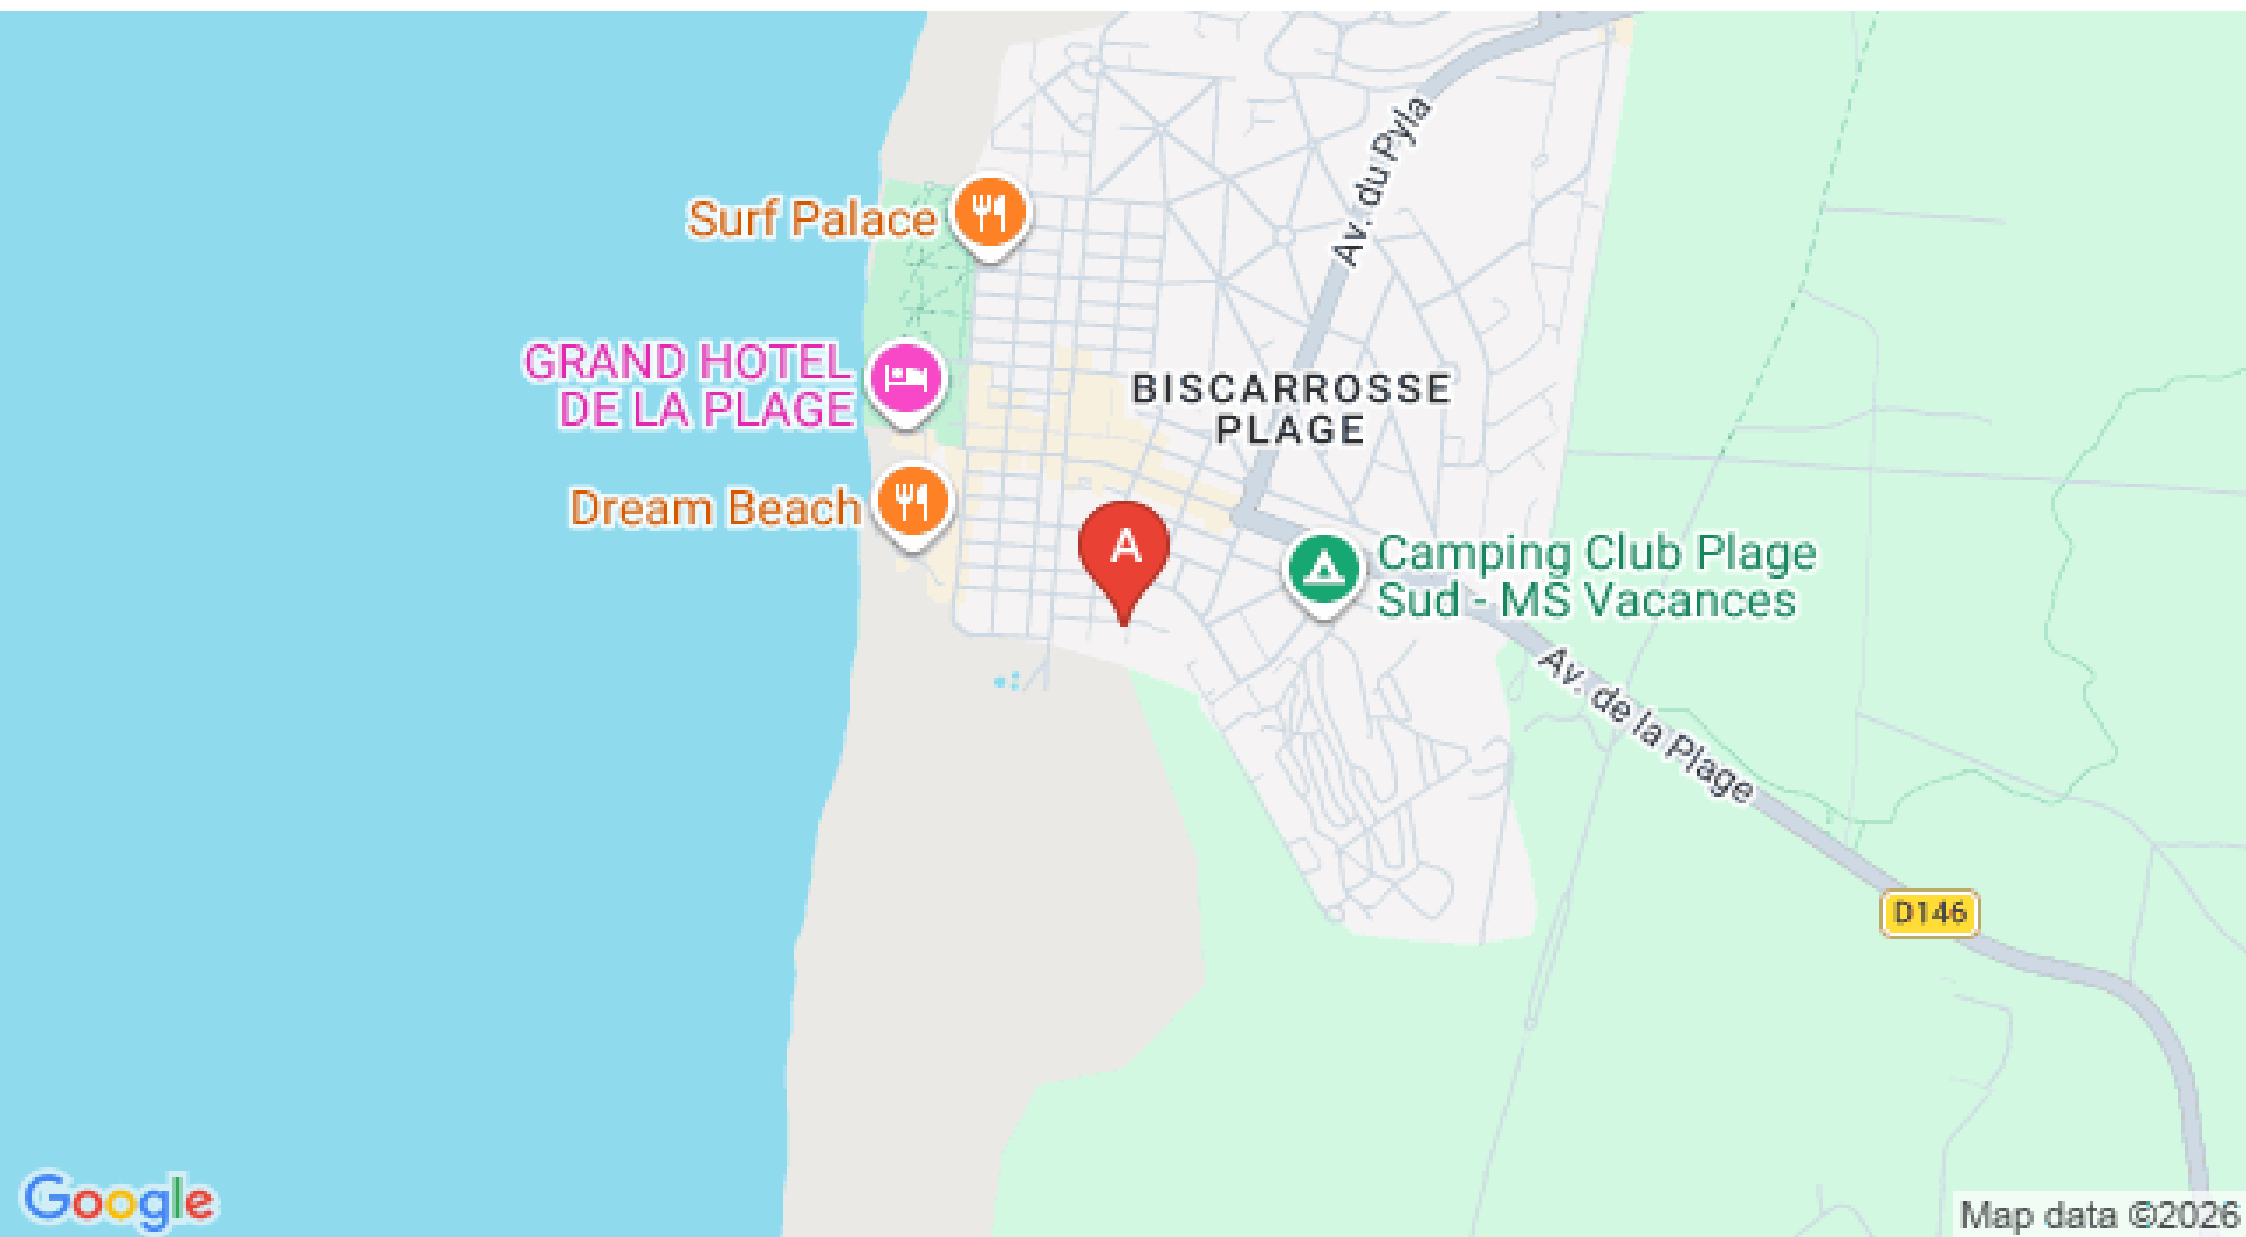 Av. du Pyla
Surf Palace
GRAND HOTEL
DE LA PLAGE
BISCARROSSE
PLAGE
Dream Beach
A
Camping Club Plage
Sud - MS Vacances
Av. de la Plage
D146
Google
Map data ©2026